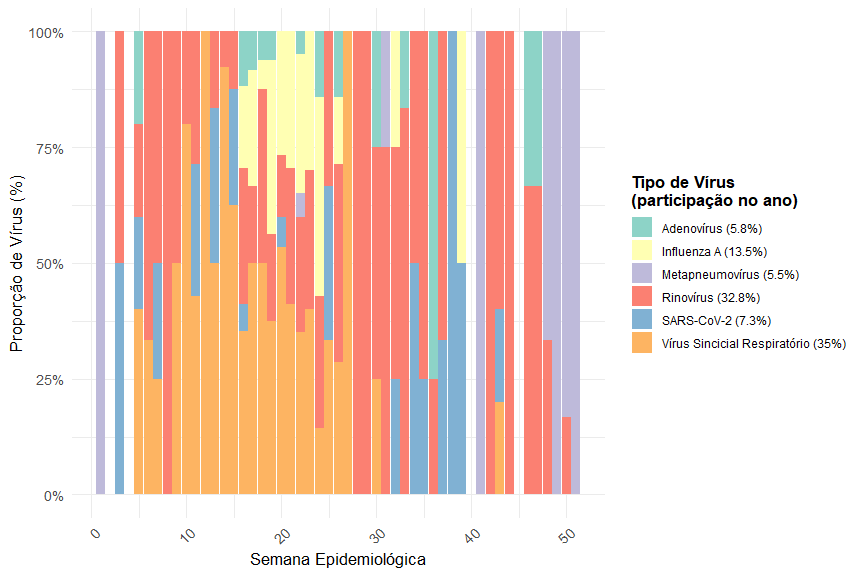 100%
75%
50%
25%
0%
Proporção de Vírus (%)
0
10
20
30
40
50
Semana Epidemiológica
Tipo de Vírus
(participação no ano)
Adenovírus (5.8%)
Influenza A (13.5%)
Metapneumovírus (5.5%)
Rinovírus (32.8%)
SARS-CoV-2 (7.3%)
Vírus Sincicial Respiratório (35%)